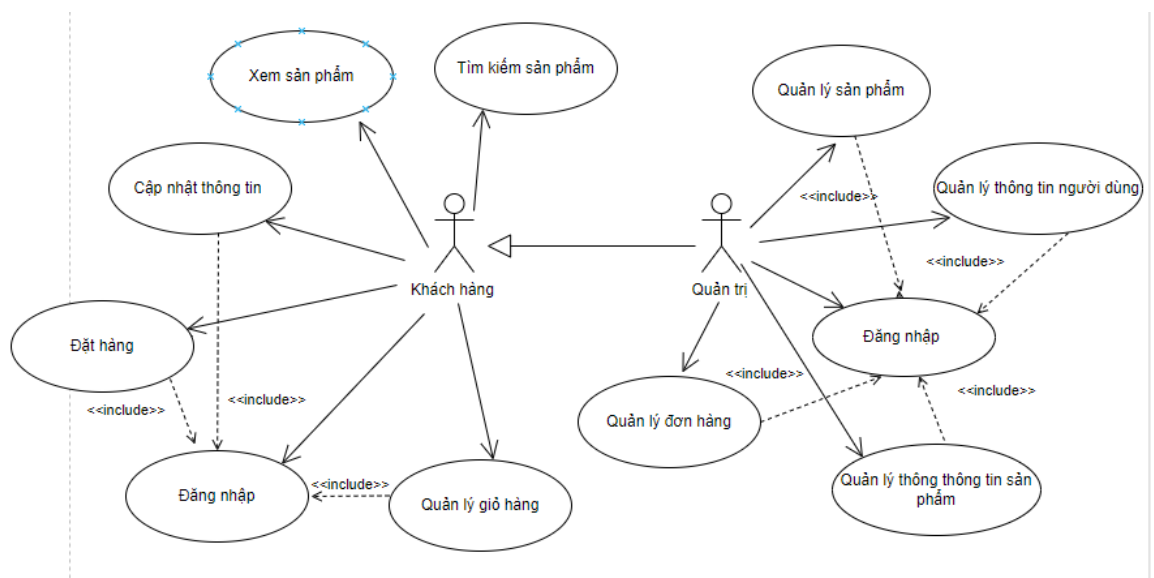 Xem sản phẩm
Tìm kiếm sản phẩm
Quản lý sản phẩm
Cập nhật thông tin
<<include>>
Quản lý thông tin người dùng
<<include>>
Khách hàng
Quản trị
Đặt hàng
Đăng nhập
<<include>>
<<include>>
<<include>>
<<include>>
Quản lý đơn hàng
Đăng nhập
<<include>>
Quản lý giỏ hàng
Quản lý thông thông tin sản
phẩm